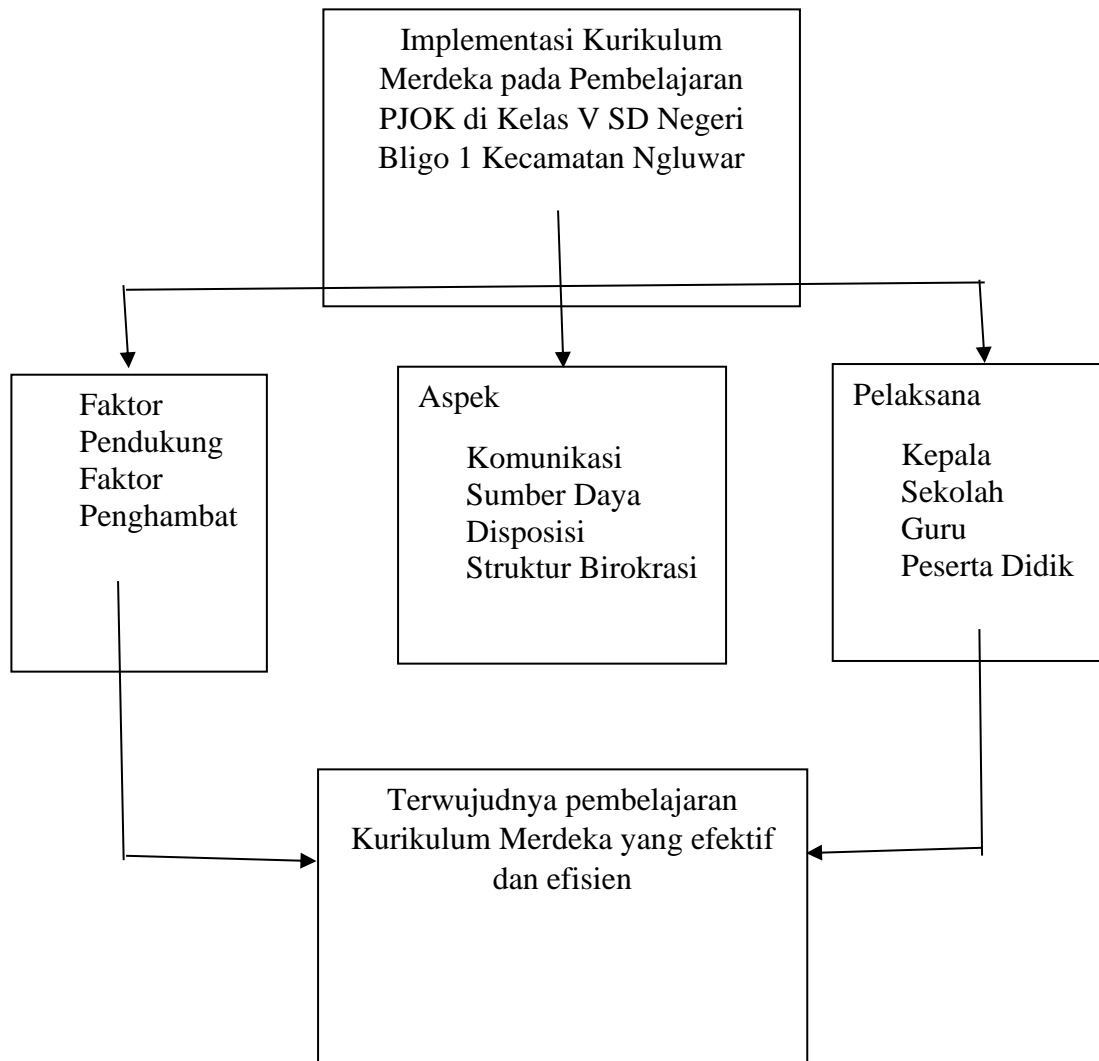 Implementasi Kurikulum
Merdeka pada Pembelajaran
PJOK di Kelas V SD Negeri
Bligo 1 Kecamatan Ngluwar
Faktor
Pendukung
Faktor
Penghambat
Aspek
Komunikasi
Sumber Daya
Disposisi
Struktur Birokrasi
Pelaksana
Kepala
Sekolah
Guru
Peserta Didik
Terwujudnya pembelajaran
Kurikulum Merdeka yang efektif
dan efisien